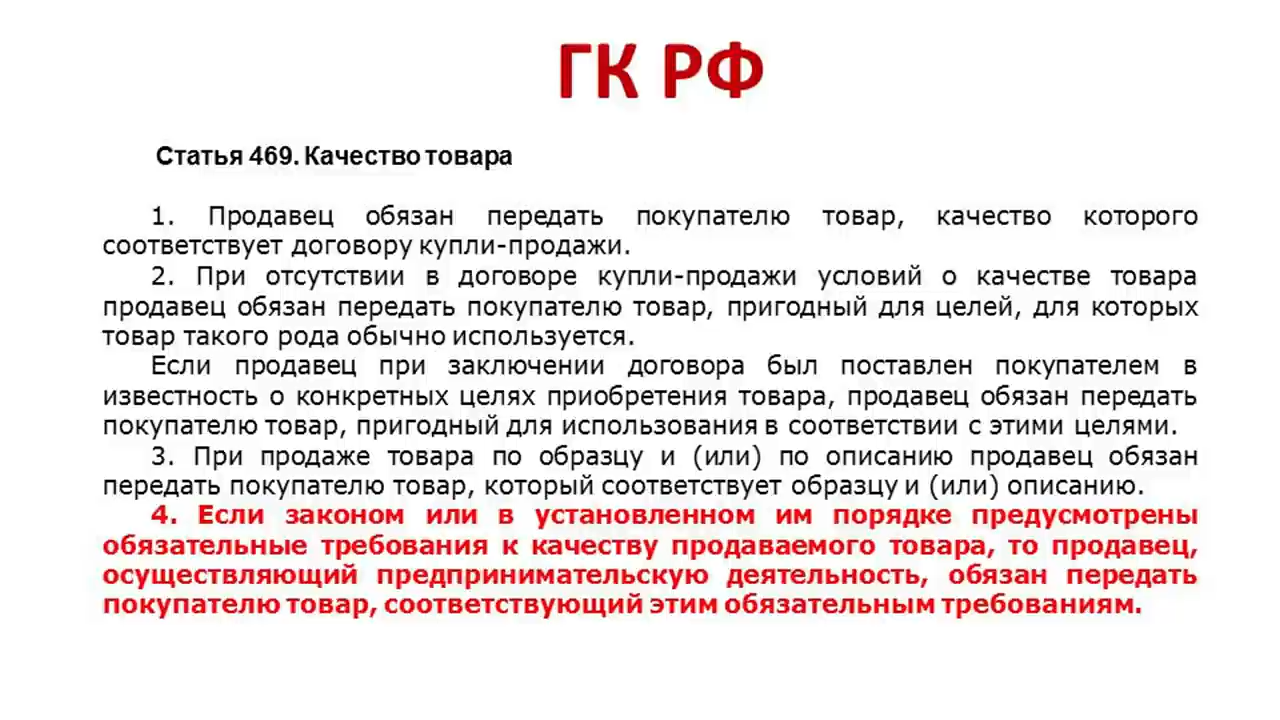 ГК РФ
Статья 469. Качество товара
1. Продавец обязан передать покупателю товар, качество которого
соответствует договору купли-продажи.
2. При отсутствии в договоре купли-продажи условий о качестве товара
продавец обязан передать покупателю товар, пригодный для целей, для которых
товар такого рода обычно используется.
Если продавец при заключении договора был поставлен покупателем в
известность о конкретных целях приобретения товара, продавец обязан передать
покупателю товар, пригодный для использования в соответствии с этими целями.
3. При продаже товара по образцу и (или) по описанию продавец обязан
передать покупателю товар, который соответствует образцу и (или) описанию.
4. Если законом или в установленном им порядке предусмотрены
обязательные требования к качеству продаваемого товара, то продавец,
осуществляющий предпринимательскую деятельность, обязан передать
покупателю товар, соответствующий этим обязательным требованиям.